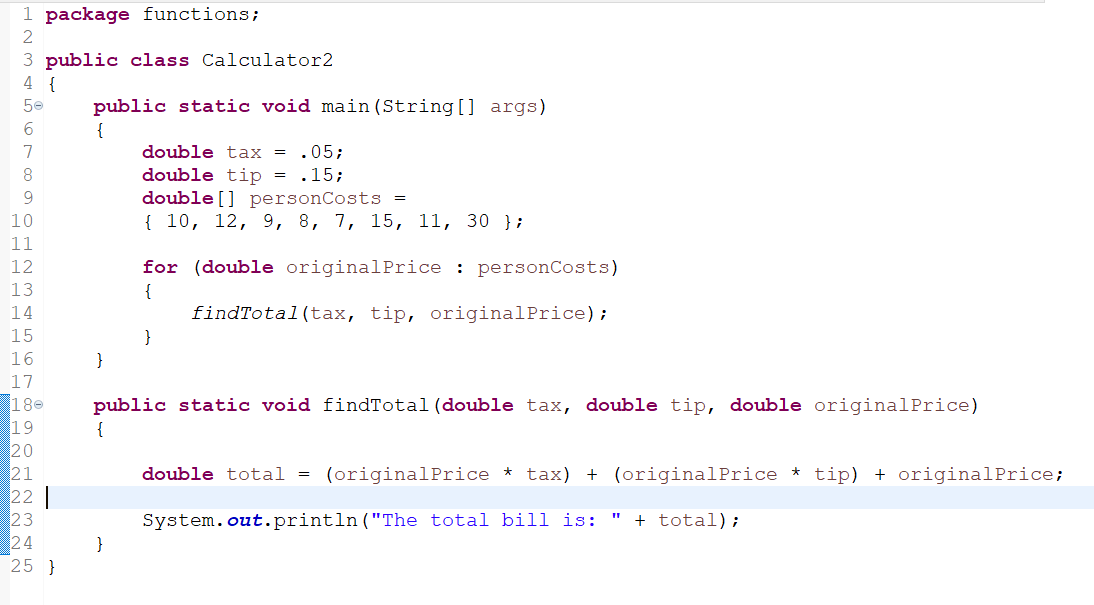 1 package functions;
2
3 public class Calculator2
4 {
5 public static void main(String[] args)
6 {
7 double tax = .05;
8 double tip = .15;
9 double[] personCosts =
10 { 10, 12, 9, 8, 7, 15, 11, 30 };
11
12 for (double originalPrice : personCosts)
13 {
14 findTotal(tax, tip, originalPrice);
15 }
16 }
17
18 public static void findTotal(double tax, double tip, double originalPrice)
19 {
20
21 double total = (originalPrice * tax) + (originalPrice * tip) + originalPrice;
22
23 System.out.println("The total bill is: " + total);
24 }
25 }